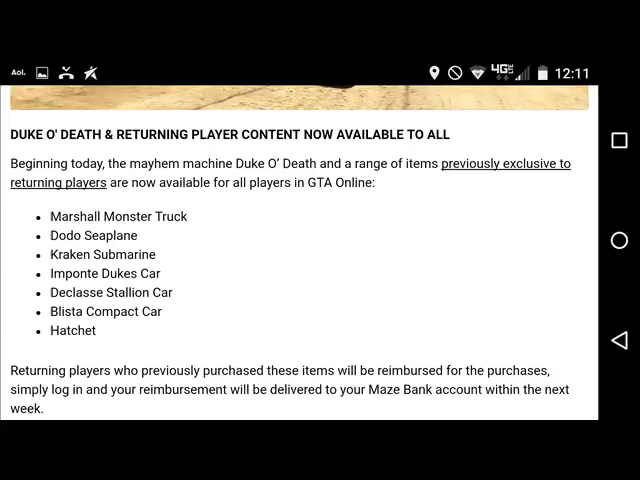 Aol.
4G LTE
12:11
DUKE O' DEATH & RETURNING PLAYER CONTENT NOW AVAILABLE TO ALL
Beginning today, the mayhem machine Duke O’ Death and a range of items previously exclusive to
returning players are now available for all players in GTA Online:
• Marshall Monster Truck
• Dodo Seaplane
• Kraken Submarine
• Imponte Dukes Car
• Declasse Stallion Car
• Blista Compact Car
• Hatchet
Returning players who previously purchased these items will be reimbursed for the purchases,
simply log in and your reimbursement will be delivered to your Maze Bank account within the next
week.